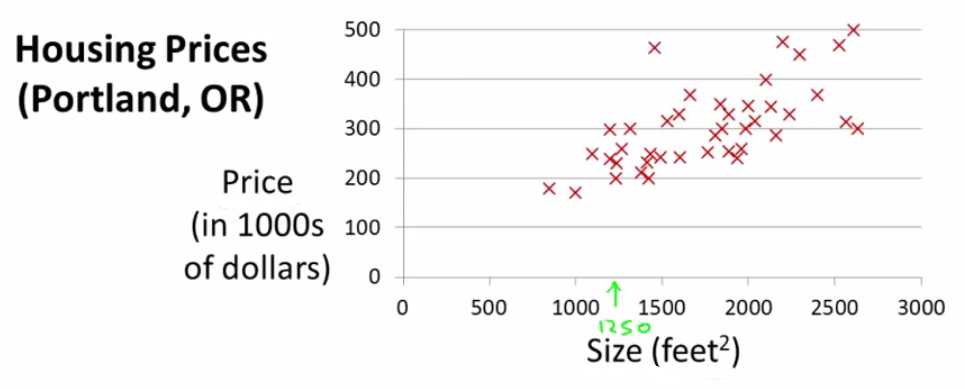 Housing Prices
(Portland, OR)
Price
(in 1000s
of dollars)
500
400
300
200
100
0
0 500 1000 1500 2000 2500 3000
1250
Size (feet²)